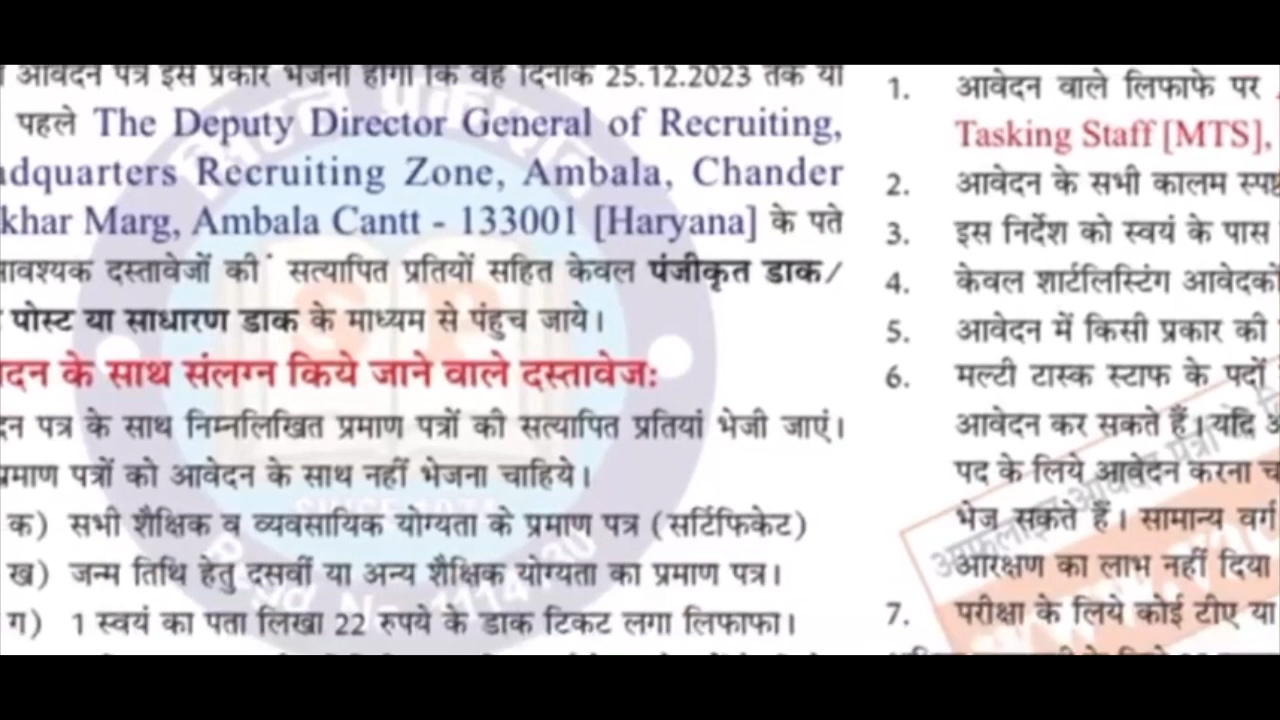 आवेदन पत्र इस प्रकार भेजना होगा कि वह दिनांक 25.12.2023 तक या
पहले The Deputy Director General of Recruiting,
adquarters Recruiting Zone, Ambala, Chander
khar Marg, Ambala Cantt - 133001 [Haryana] के पते
आवश्यक दस्तावेजों की सत्यापित प्रतियों सहित केवल पंजीकृत डाक/
पोस्ट या साधारण डाक के माध्यम से पंहुच जाये।
दन के साथ संलग्न किये जाने वाले दस्तावेज:
दन पत्र के साथ निम्नलिखित प्रमाण पत्रों की सत्यापित प्रतियां भेजी जाएं।
प्रमाण पत्रों को आवेदन के साथ नहीं भेजना चाहिये।
क) सभी शैक्षिक व व्यवसायिक योग्यता के प्रमाण पत्र (सर्टिफिकेट)
ख) जन्म तिथि हेतु दसवीं या अन्य शैक्षिक योग्यता का प्रमाण पत्र।
ग) 1 स्वयं का पता लिखा 22 रुपये के डाक टिकट लगा लिफाफा।
1. आवेदन वाले लिफाफे पर
Tasking Staff [MTS],
2. आवेदन के सभी कालम स्पष्ट
3. इस निर्देश को स्वयं के पास
4. केवल शार्टलिस्टिंग आवेदको
5. आवेदन में किसी प्रकार की
6. मल्टी टास्क स्टाफ के पदों
आवेदन कर सकते हैं। यदि अ
पद के लिये आवेदन करना च
भेज सकते हैं। सामान्य वर्ग
आरक्षण का लाभ नहीं दिया
7. परीक्षा के लिये कोई टीए या